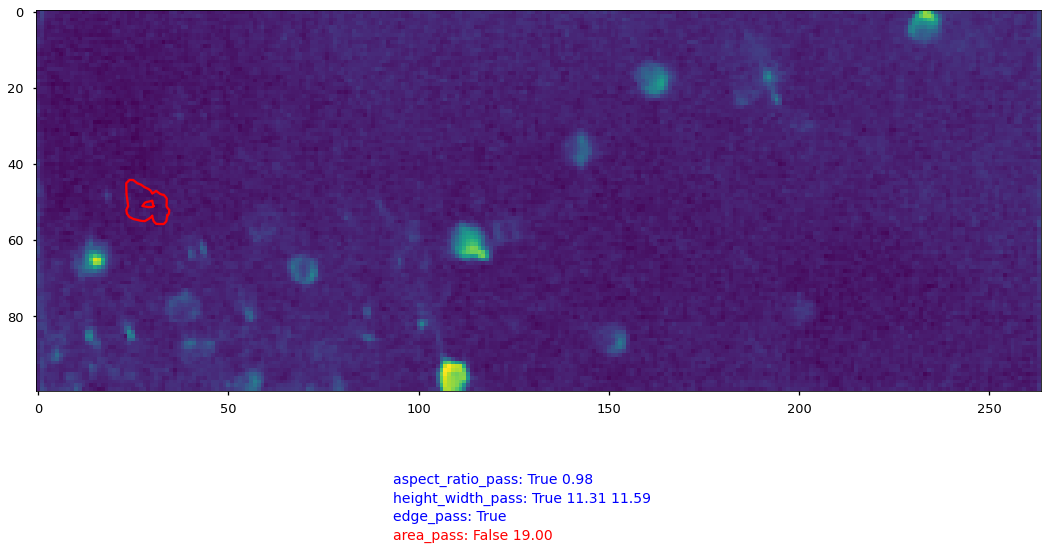 0
20
40
60
80
0 50 100 150 200 250
aspect_ratio_pass: True 0.98
height_width_pass: True 11.31 11.59
edge_pass: True
area_pass: False 19.00